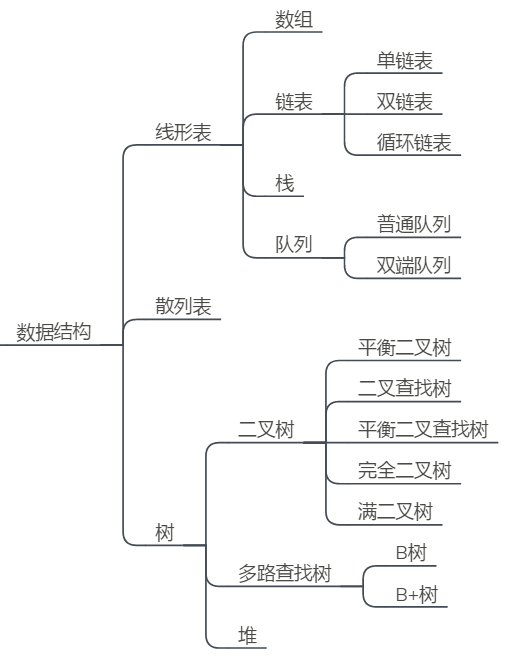 数组
单链表
链表
双链表
线形表
循环链表
栈
普通队列
队列
双端队列
散列表
数据结构
平衡二叉树
二叉查找树
二叉树
平衡二叉查找树
完全二叉树
满二叉树
树
B树
多路查找树
B+树
堆